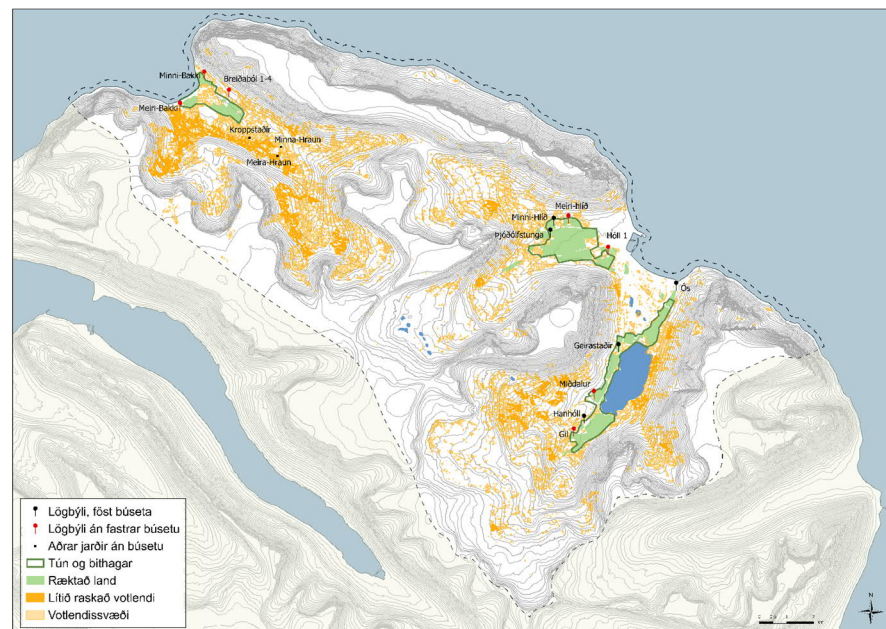 Minni-Bakki
Breiðaból 1-4
Meiri-Bakki
Kroppstaðir
Minna-Hraun
Meira-Hraun
Meiri-hlíð
Minni-Hlíð
Þjóðólfstunga
Hóll 1
Ós
Geirastaðir
Miðdalur
Hanhóll
Gil
Lögbýli, föst búseta
Lögbýli án fastrar búsetu
Aðrar jarðir án búsetu
Tún og bithagar
Ræktað land
Lítið raskað votlendi
Votlendissvæði
N